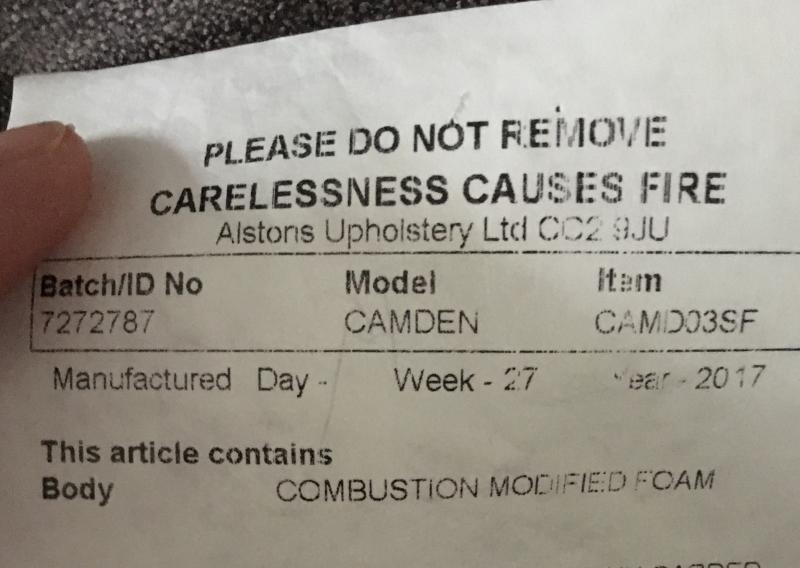 PLEASE DO NOT REMOVE
CARELESSNESS CAUSES FIRE
Alstons Upholstery Ltd CO2 9JU
Batch/ID No Model Item
7272787 CAMDEN CAMD03SF
Manufactured Day - Week - 27 Year - 2017
This article contains
Body COMBUSTION MODIFIED FOAM